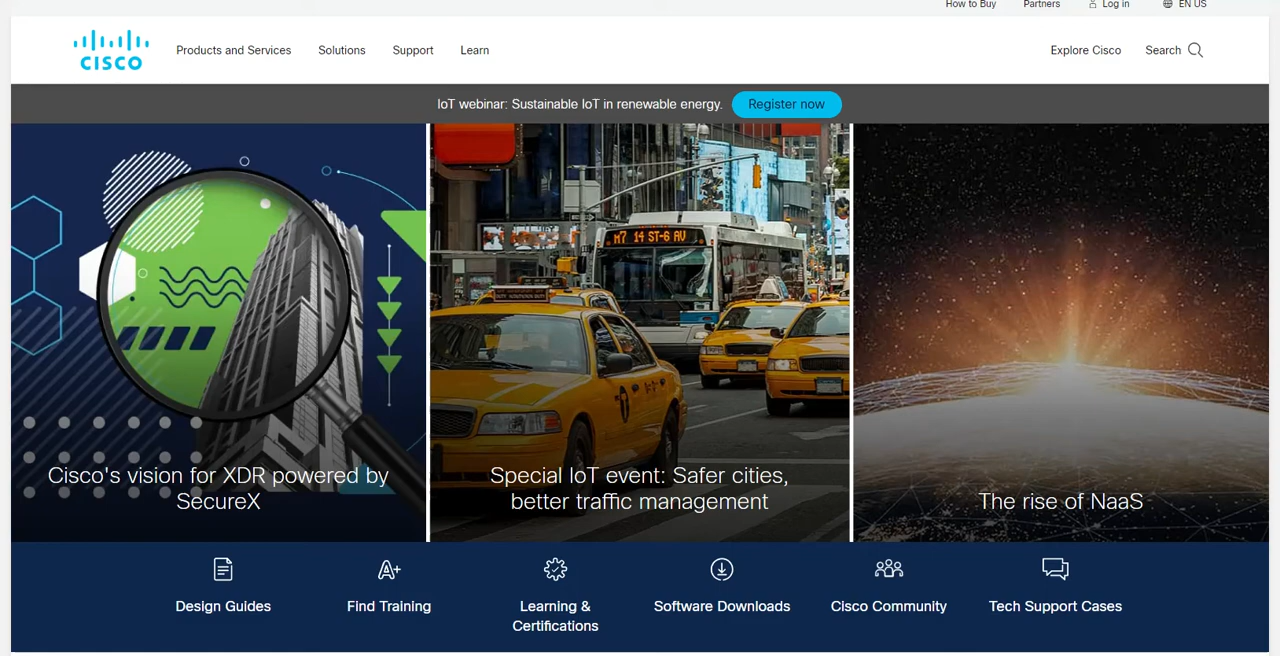 How to Buy
Partners
Log in
EN US
CISCO
Products and Services
Solutions
Support
Learn
Explore Cisco
Search
IoT webinar: Sustainable IoT in renewable energy.
Register now
M7 14 ST-6 AV
Cisco's vision for XDR powered by
SecureX
Special IoT event: Safer cities,
better traffic management
The rise of NaaS
Design Guides
A+
Find Training
Learning &
Certifications
Software Downloads
Cisco Community
Tech Support Cases